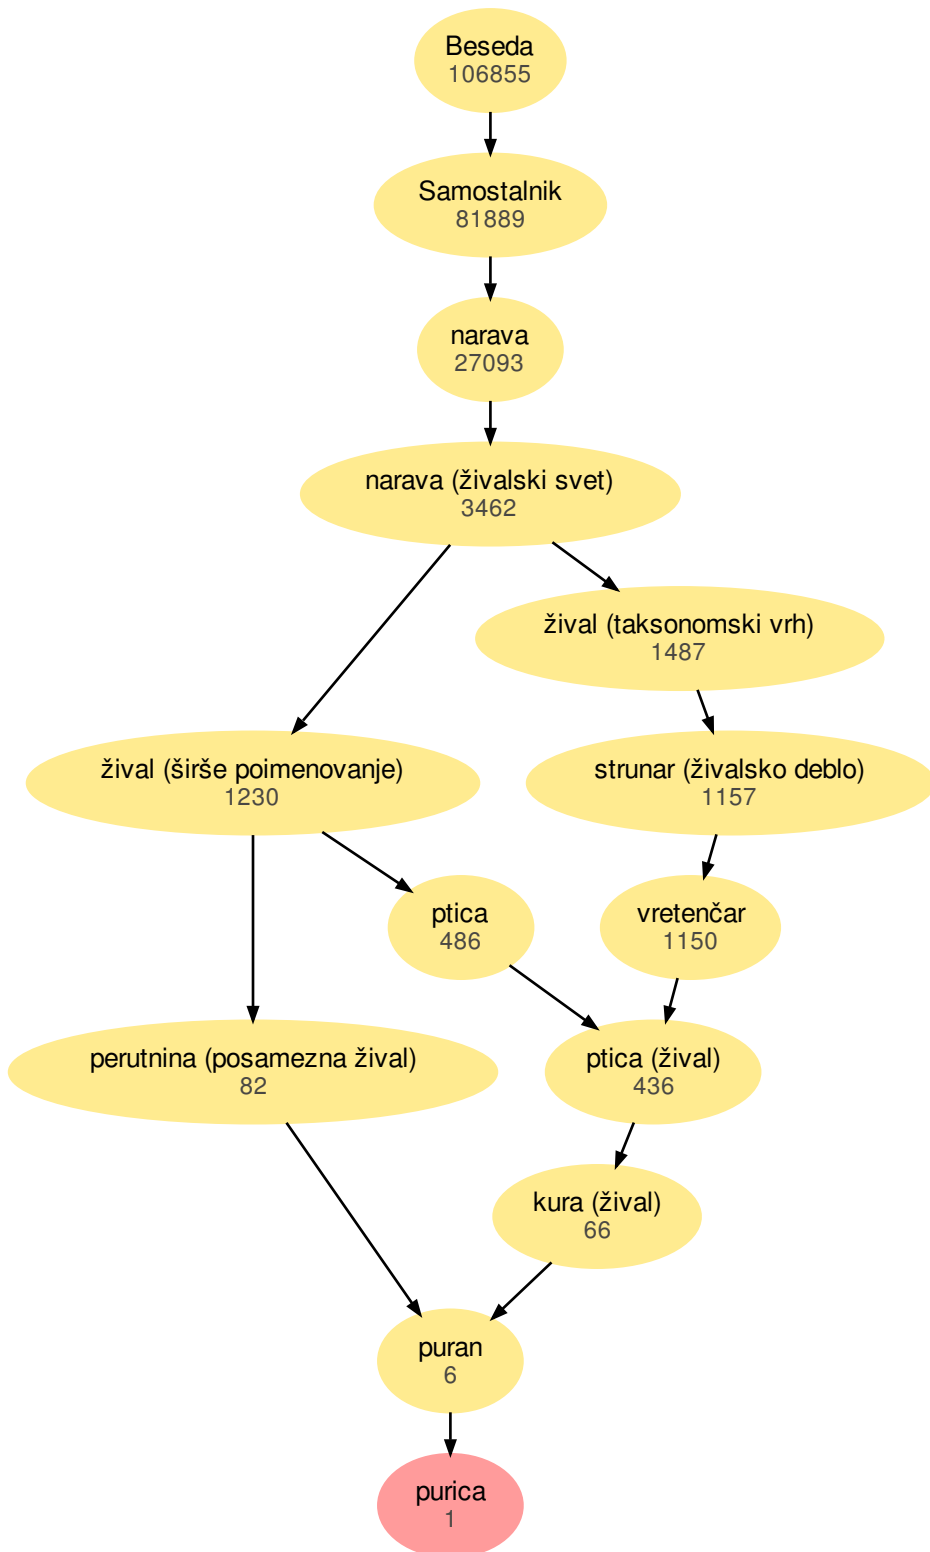 Beseda
106855
Samostalnik
81889
narava
27093
narava (živalski svet)
3462
žival (taksonomski vrh)
1487
žival (širše poimenovanje)
1230
strunar (živalsko deblo)
1157
ptica
486
vretenčar
1150
perutnina (posamezna žival)
82
ptica (žival)
436
kura (žival)
66
puran
6
purica
1